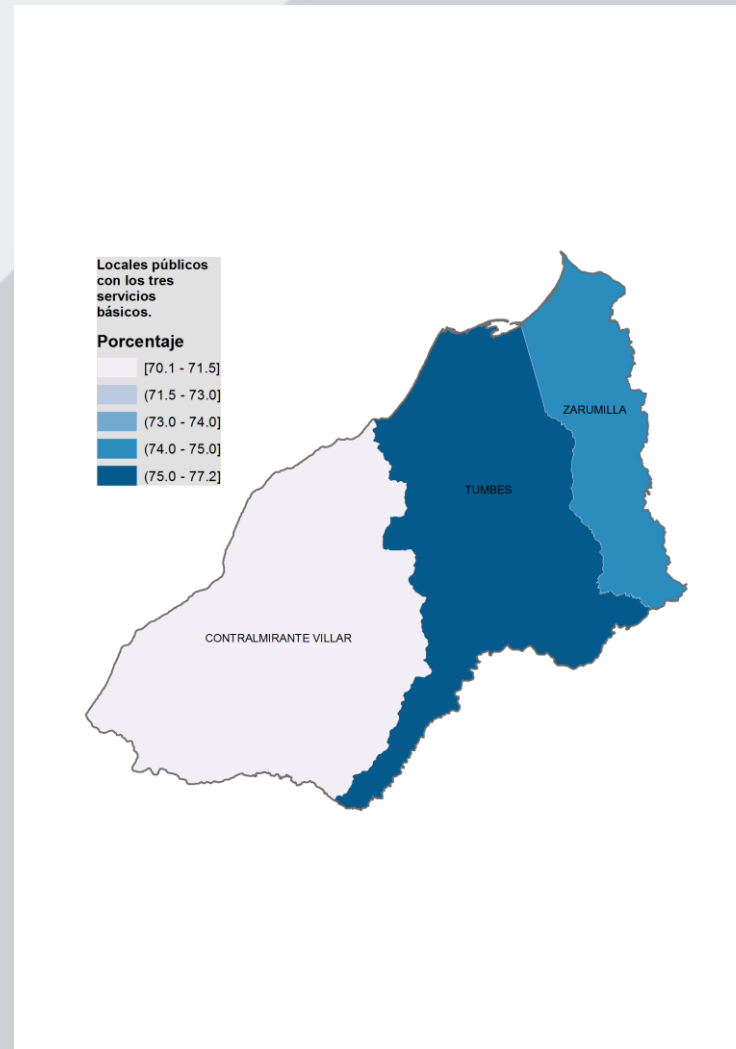 Locales públicos
con los tres
servicios
básicos.
Porcentaje
[70.1 - 71.5]
(71.5 - 73.0]
(73.0 - 74.0]
(74.0 - 75.0]
(75.0 - 77.2]
ZARUMILLA
TUMBES
CONTRALMIRANTE VILLAR